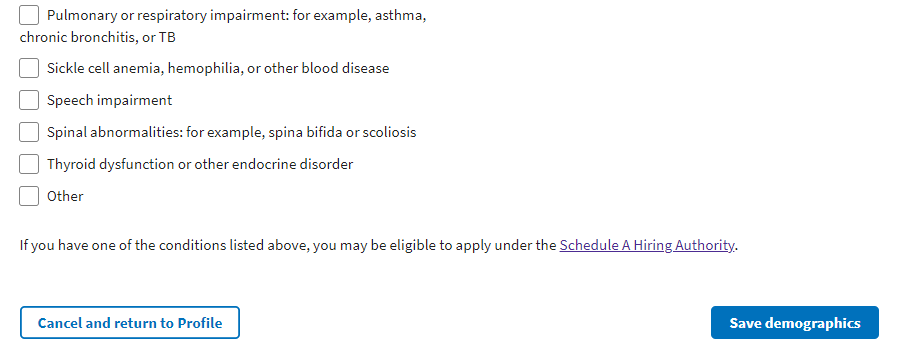 Pulmonary or respiratory impairment: for example, asthma,
chronic bronchitis, or TB
Sickle cell anemia, hemophilia, or other blood disease
Speech impairment
Spinal abnormalities: for example, spina bifida or scoliosis
Thyroid dysfunction or other endocrine disorder
Other
If you have one of the conditions listed above, you may be eligible to apply under the Schedule A Hiring Authority.
Cancel and return to Profile
Save demographics